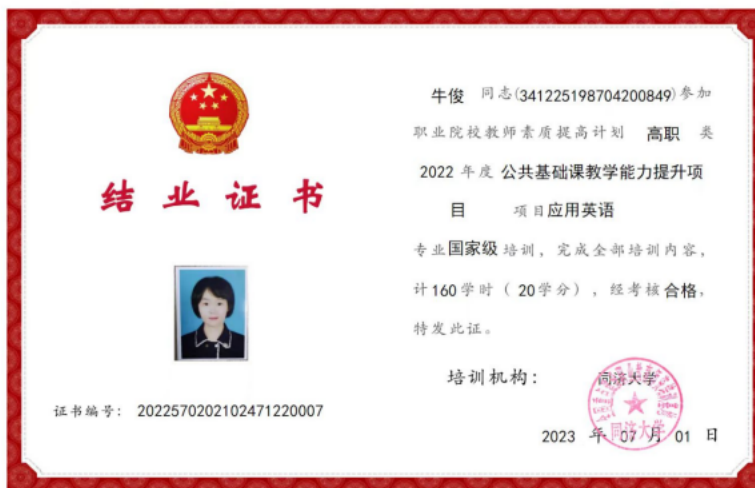 结业证书
证书编号： 2022570202102471220007
牛俊 同志(341225198704200849)参加
职业院校教师素质提高计划 高职 类
2022 年度 公共基础课教学能力提升项
目 项目应用英语
专业国家级培训，完成全部培训内容，
计160学时（ 20学分），经考核合格，
特发此证。
培训机构： 同济大学
同济大学
2023 年 07 月 01 日